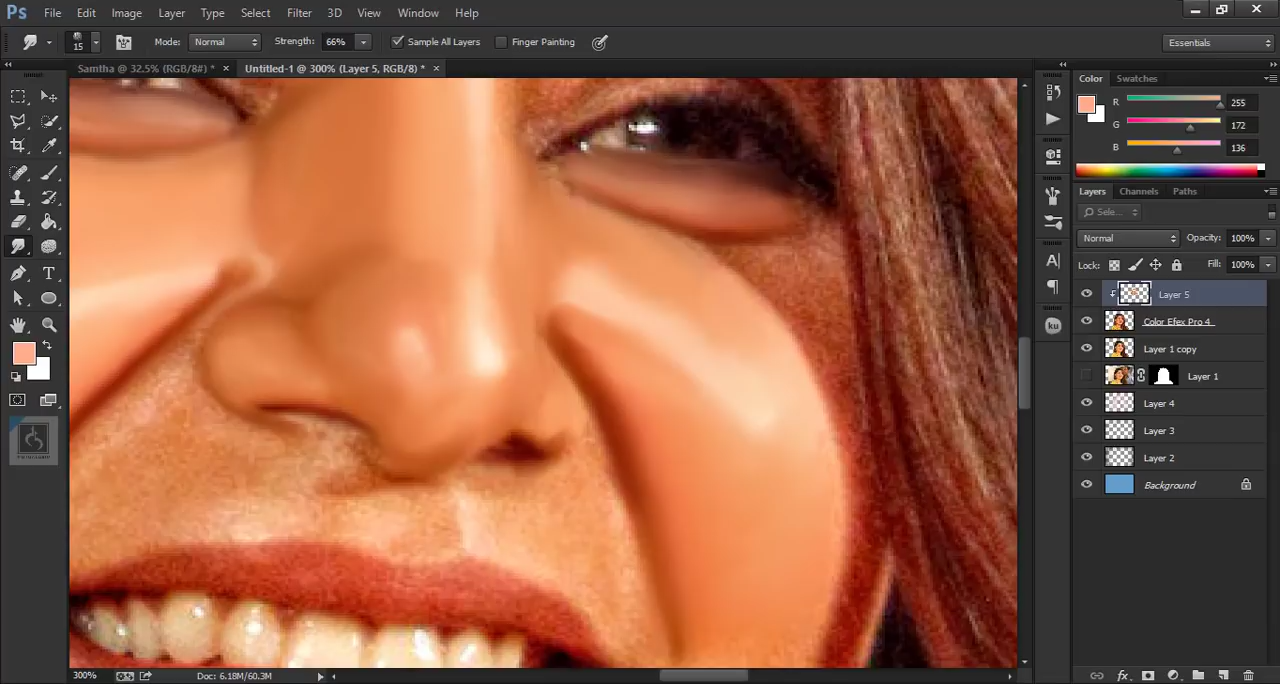 Ps File Edit Image Layer Type Select Filter 3D View Window Help
15 Mode: Normal Strength: 66% Sample All Layers Finger Painting Essentials
Samtha @ 32.5% (RGB/8#) * × Untitled-1 @ 300% (Layer 5, RGB/8) * ×
Color Swatches
R 255
G 172
B 136
Layers Channels Paths
Sele...
Normal Opacity: 100%
Lock: Fill: 100%
Layer 5
Color Efex Pro 4
Layer 1 copy
Layer 1
Layer 4
Layer 3
Layer 2
Background
ku
300% Doc: 6.18M/60.3M